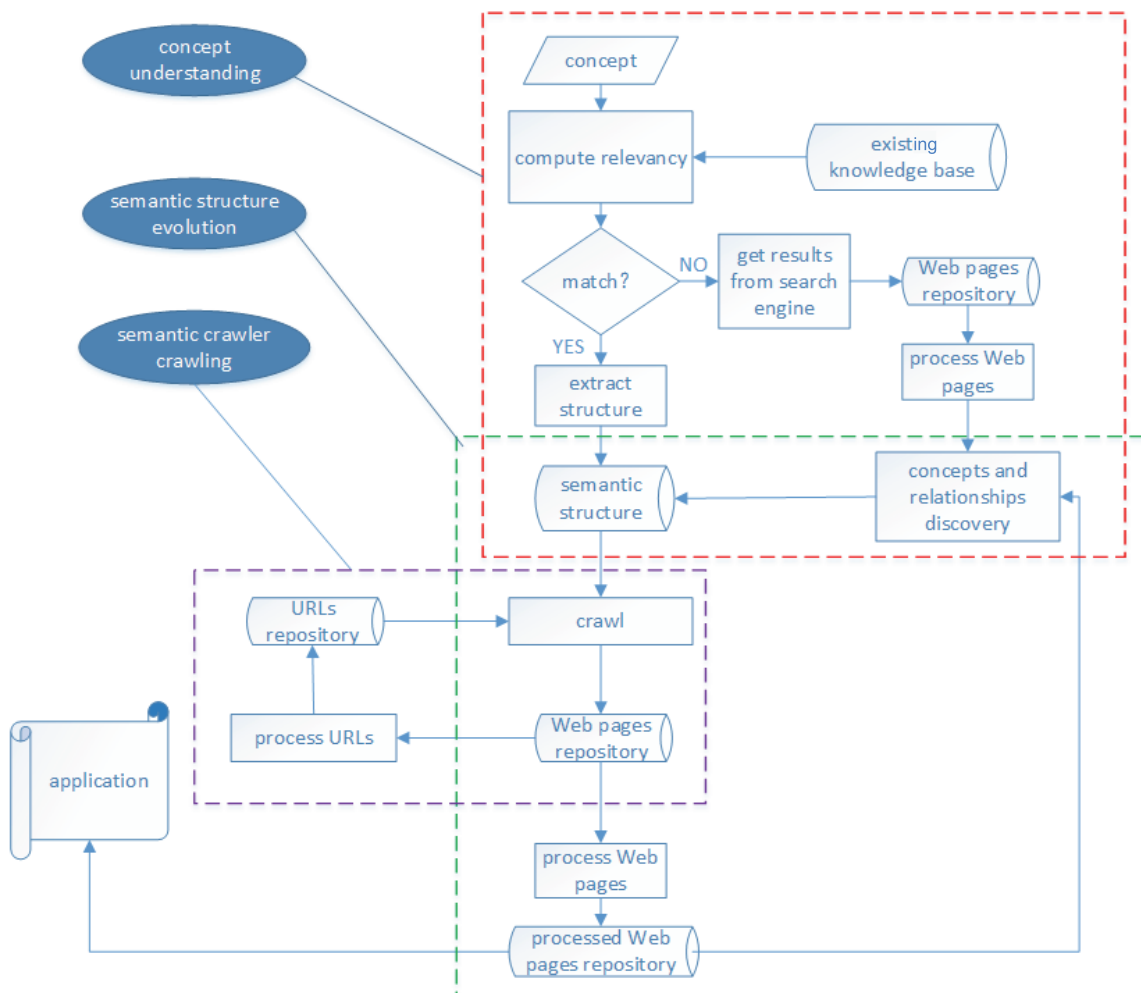 concept
understanding
semantic structure
evolution
semantic crawler
crawling
concept
compute relevancy
existing
knowledge base
match?
NO
get results
from search
engine
Web pages
repository
process Web
pages
YES
extract
structure
semantic
structure
concepts and
relationships
discovery
URLs
repository
crawl
process URLs
Web pages
repository
application
process Web
pages
processed Web
pages repository